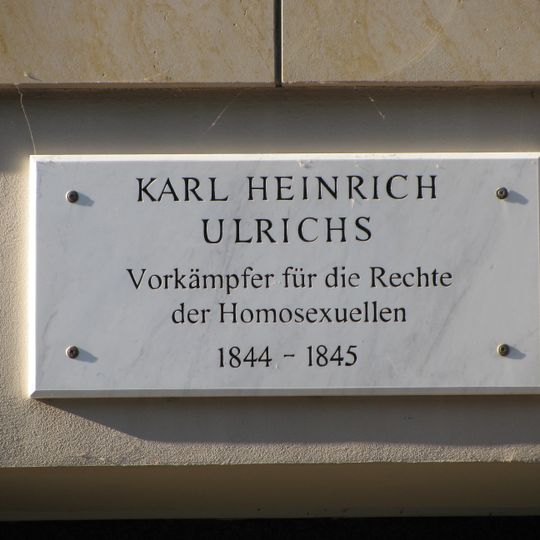 KARL HEINRICH
ULRICHS
Vorkämpfer für die Rechte
der Homosexuellen
1844 - 1845